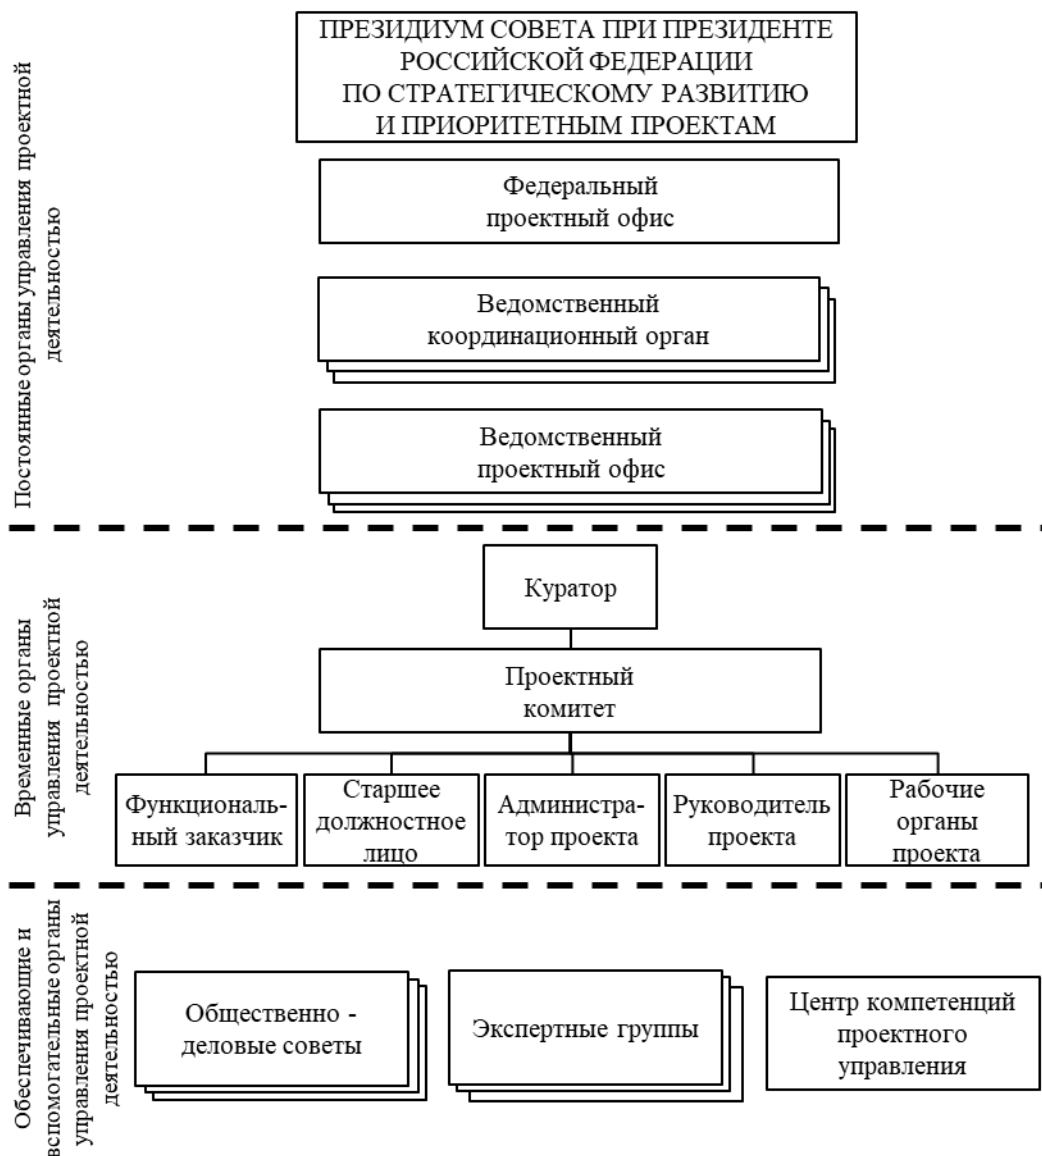 Постоянные органы управления проектной
деятельностью
ПРЕЗИДИУМ СОВЕТА ПРИ ПРЕЗИДЕНТЕ
РОССИЙСКОЙ ФЕДЕРАЦИИ
ПО СТРАТЕГИЧЕСКОМУ РАЗВИТИЮ
И ПРИОРИТЕТНЫМ ПРОЕКТАМ
Федеральный
проектный офис
Ведомственный
координационный орган
Ведомственный
проектный офис
Временные органы
управления проектной
деятельностью
Куратор
Проектный
комитет
Функциональ-
ный заказчик
Старшее
должностное
лицо
Администра-
тор проекта
Руководитель
проекта
Рабочие
органы
проекта
Обеспечивающие и
вспомогательные органы
управления проектной
деятельностью
Общественно -
деловые советы
Экспертные группы
Центр компетенций
проектного
управления